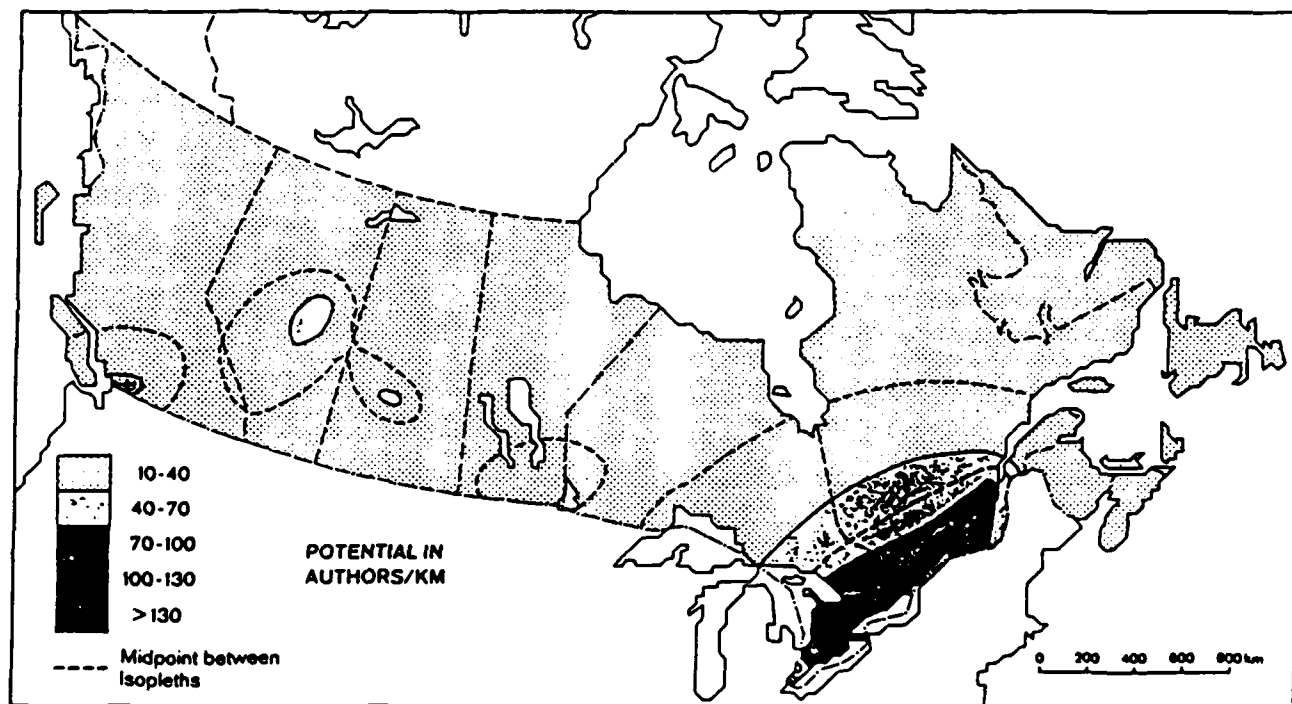 10-40
40-70
70-100
100-130
>130
POTENTIAL IN
AUTHORS/KM
Midpoint between
Isopleths
0 200 400 600 800 km